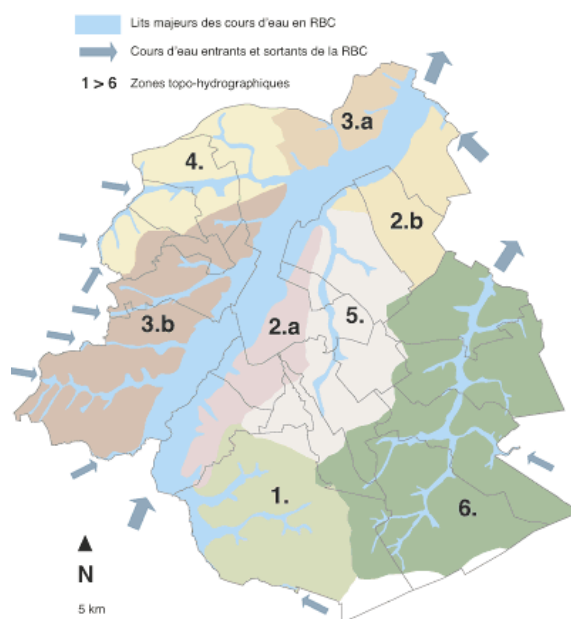 Lits majeurs des cours d'eau en RBC
Cours d'eau entrants et sortants de la RBC
1 > 6 Zones topo-hydrographiques
3.a
4.
2.b
5.
2.a
3.b
1.
6.
N
5 km